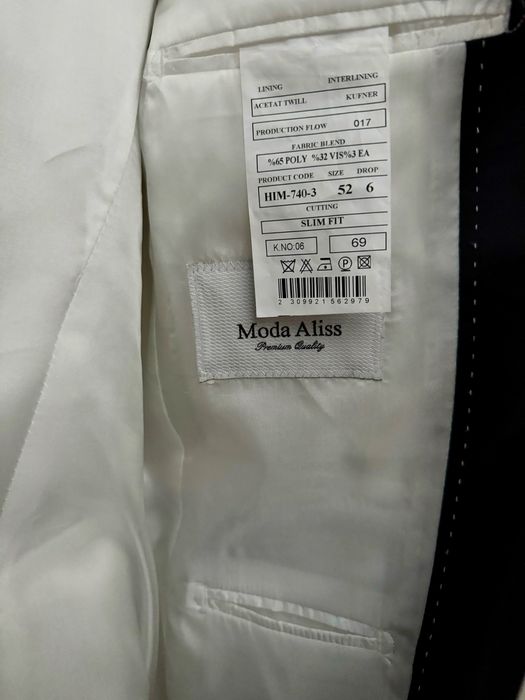 LINING INTERLINING
ACETAT TWILL KUFNER
PRODUCTION FLOW 017
FABRIC BLEND
%65 POLY %32 VIS%3 EA
PRODUCT CODE SIZE DROP
HIM-740-3 52 6
CUTTING
SLIM FIT
K.NO:06 69
P
2 309921 562979
Moda Aliss
Premium Quality